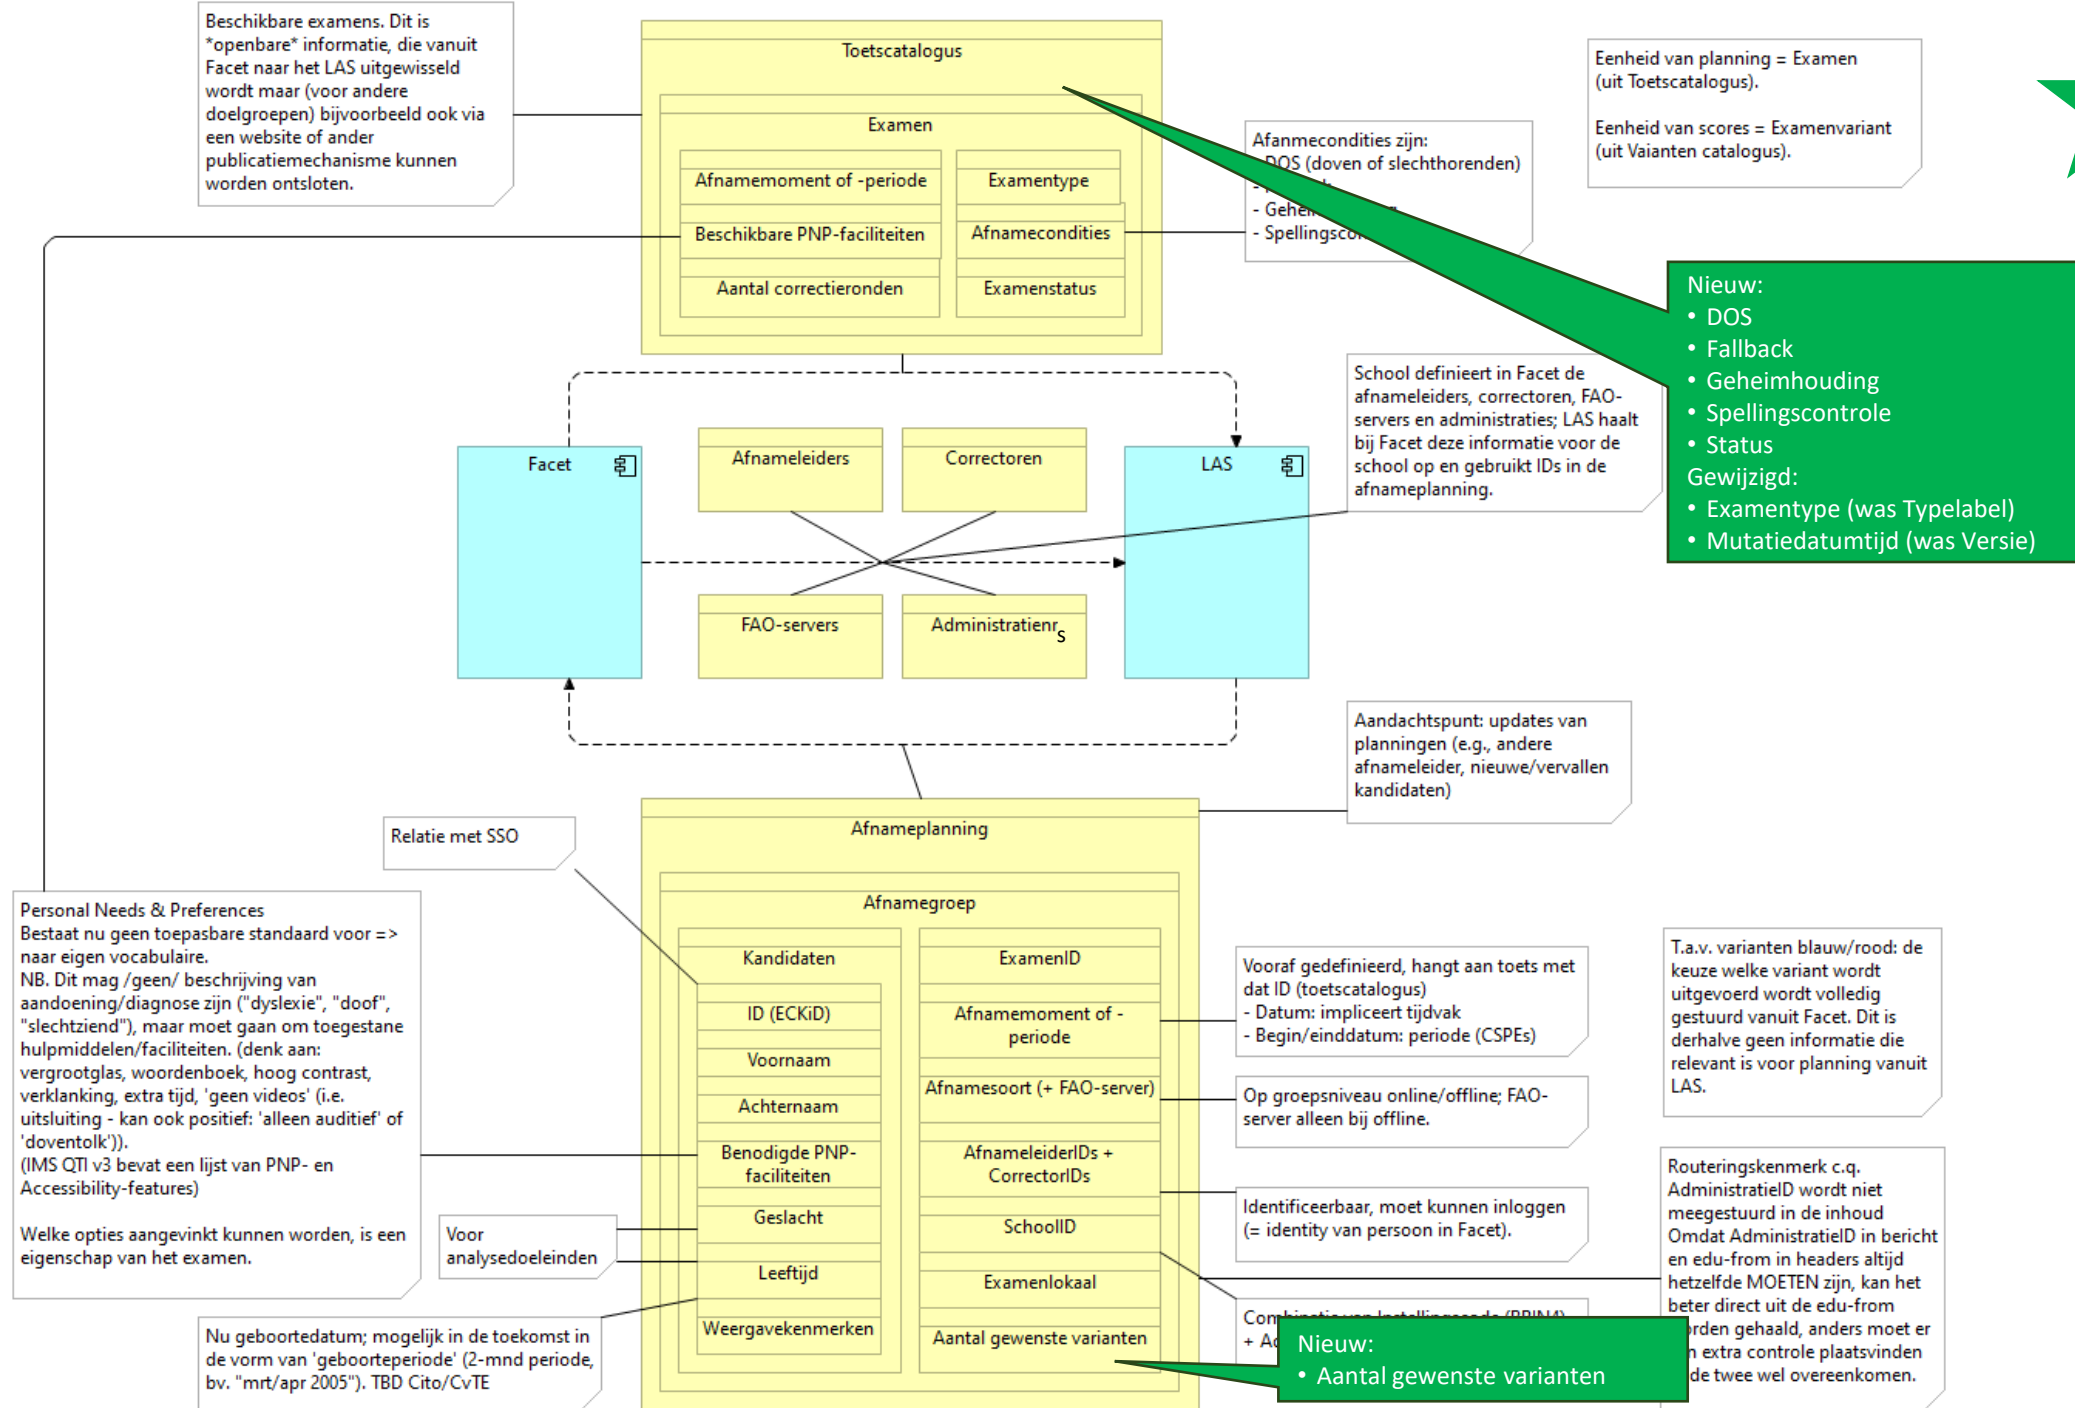 Beschikbare examens. Dit is
*openbare* informatie, die vanuit
Facet naar het LAS uitgewisseld
wordt maar (voor andere
doelgroepen) bijvoorbeeld ook via
een website of ander
publicatiemechanisme kunnen
worden ontsloten.
Toetscatalogus
Examen
Afnamemoment of -periode
Examentype
Beschikbare PNP-faciliteiten
Afnamecondities
Aantal correctieronden
Examenstatus
Afanmecondities zijn:
DOS (doven of slechthorenden)
-
- Gehei
- Spellingsco
Eenheid van planning = Examen
(uit Toetscatalogus).
Eenheid van scores = Examenvariant
(uit Vaianten catalogus).
Nieuw:
• DOS
• Fallback
• Geheimhouding
• Spellingscontrole
• Status
Gewijzigd:
• Examentype (was Typelabel)
• Mutatiedatumtijd (was Versie)
School definieert in Facet de
afnameleiders, correctoren, FAO-
servers en administraties; LAS haalt
bij Facet deze informatie voor de
school op en gebruikt IDs in de
afnameplanning.
Facet
Afnameleiders
Correctoren
LAS
FAO-servers
Administratienrs
Aandachtspunt: updates van
planningen (e.g., andere
afnameleider, nieuwe/vervallen
kandidaten)
Relatie met SSO
Afnameplanning
Afnamegroep
Kandidaten
ID (ECKiD)
Voornaam
Achternaam
Benodigde PNP-
faciliteiten
Geslacht
Leeftijd
Weergavekenmerken
ExamenID
Afnamemoment of -
periode
Afnamesoort (+ FAO-server)
AfnameleiderIDs +
CorrectorIDs
SchoolID
Examenlokaal
Aantal gewenste varianten
Personal Needs & Preferences
Bestaat nu geen toepasbare standaard voor =>
naar eigen vocabulaire.
NB. Dit mag /geen/ beschrijving van
aandoening/diagnose zijn ("dyslexie", "doof",
"slechtziend"), maar moet gaan om toegestane
hulpmiddelen/faciliteiten. (denk aan:
vergrootglas, woordenboek, hoog contrast,
verklanking, extra tijd, 'geen videos' (i.e.
uitsluiting - kan ook positief: 'alleen auditief' of
'doventolk')).
(IMS QTI v3 bevat een lijst van PNP- en
Accessibility-features)
Welke opties aangevinkt kunnen worden, is een
eigenschap van het examen.
Voor
analysedoeleinden
Nu geboortedatum; mogelijk in de toekomst in
de vorm van 'geboorteperiode' (2-mnd periode,
bv. "mrt/apr 2005"). TBD Cito/CvTE
Vooraf gedefinieerd, hangt aan toets met
dat ID (toetscatalogus)
- Datum: impliceert tijdvak
- Begin/einddatum: periode (CSPEs)
Op groepsniveau online/offline; FAO-
server alleen bij offline.
Identificeerbaar, moet kunnen inloggen
(= identity van persoon in Facet).
+
Nieuw:
• Aantal gewenste varianten
T.a.v. varianten blauw/rood: de
keuze welke variant wordt
uitgevoerd wordt volledig
gestuurd vanuit Facet. Dit is
derhalve geen informatie die
relevant is voor planning vanuit
LAS.
Routeringskenmerk c.q.
AdministratieID wordt niet
meegestuurd in de inhoud
Omdat AdministratieID in bericht
en edu-from in headers altijd
hetzelfde MOETEN zijn, kan het
beter direct uit de edu-from
orden gehaald, anders moet er
n extra controle plaatsvinden
de twee wel overeenkomen.